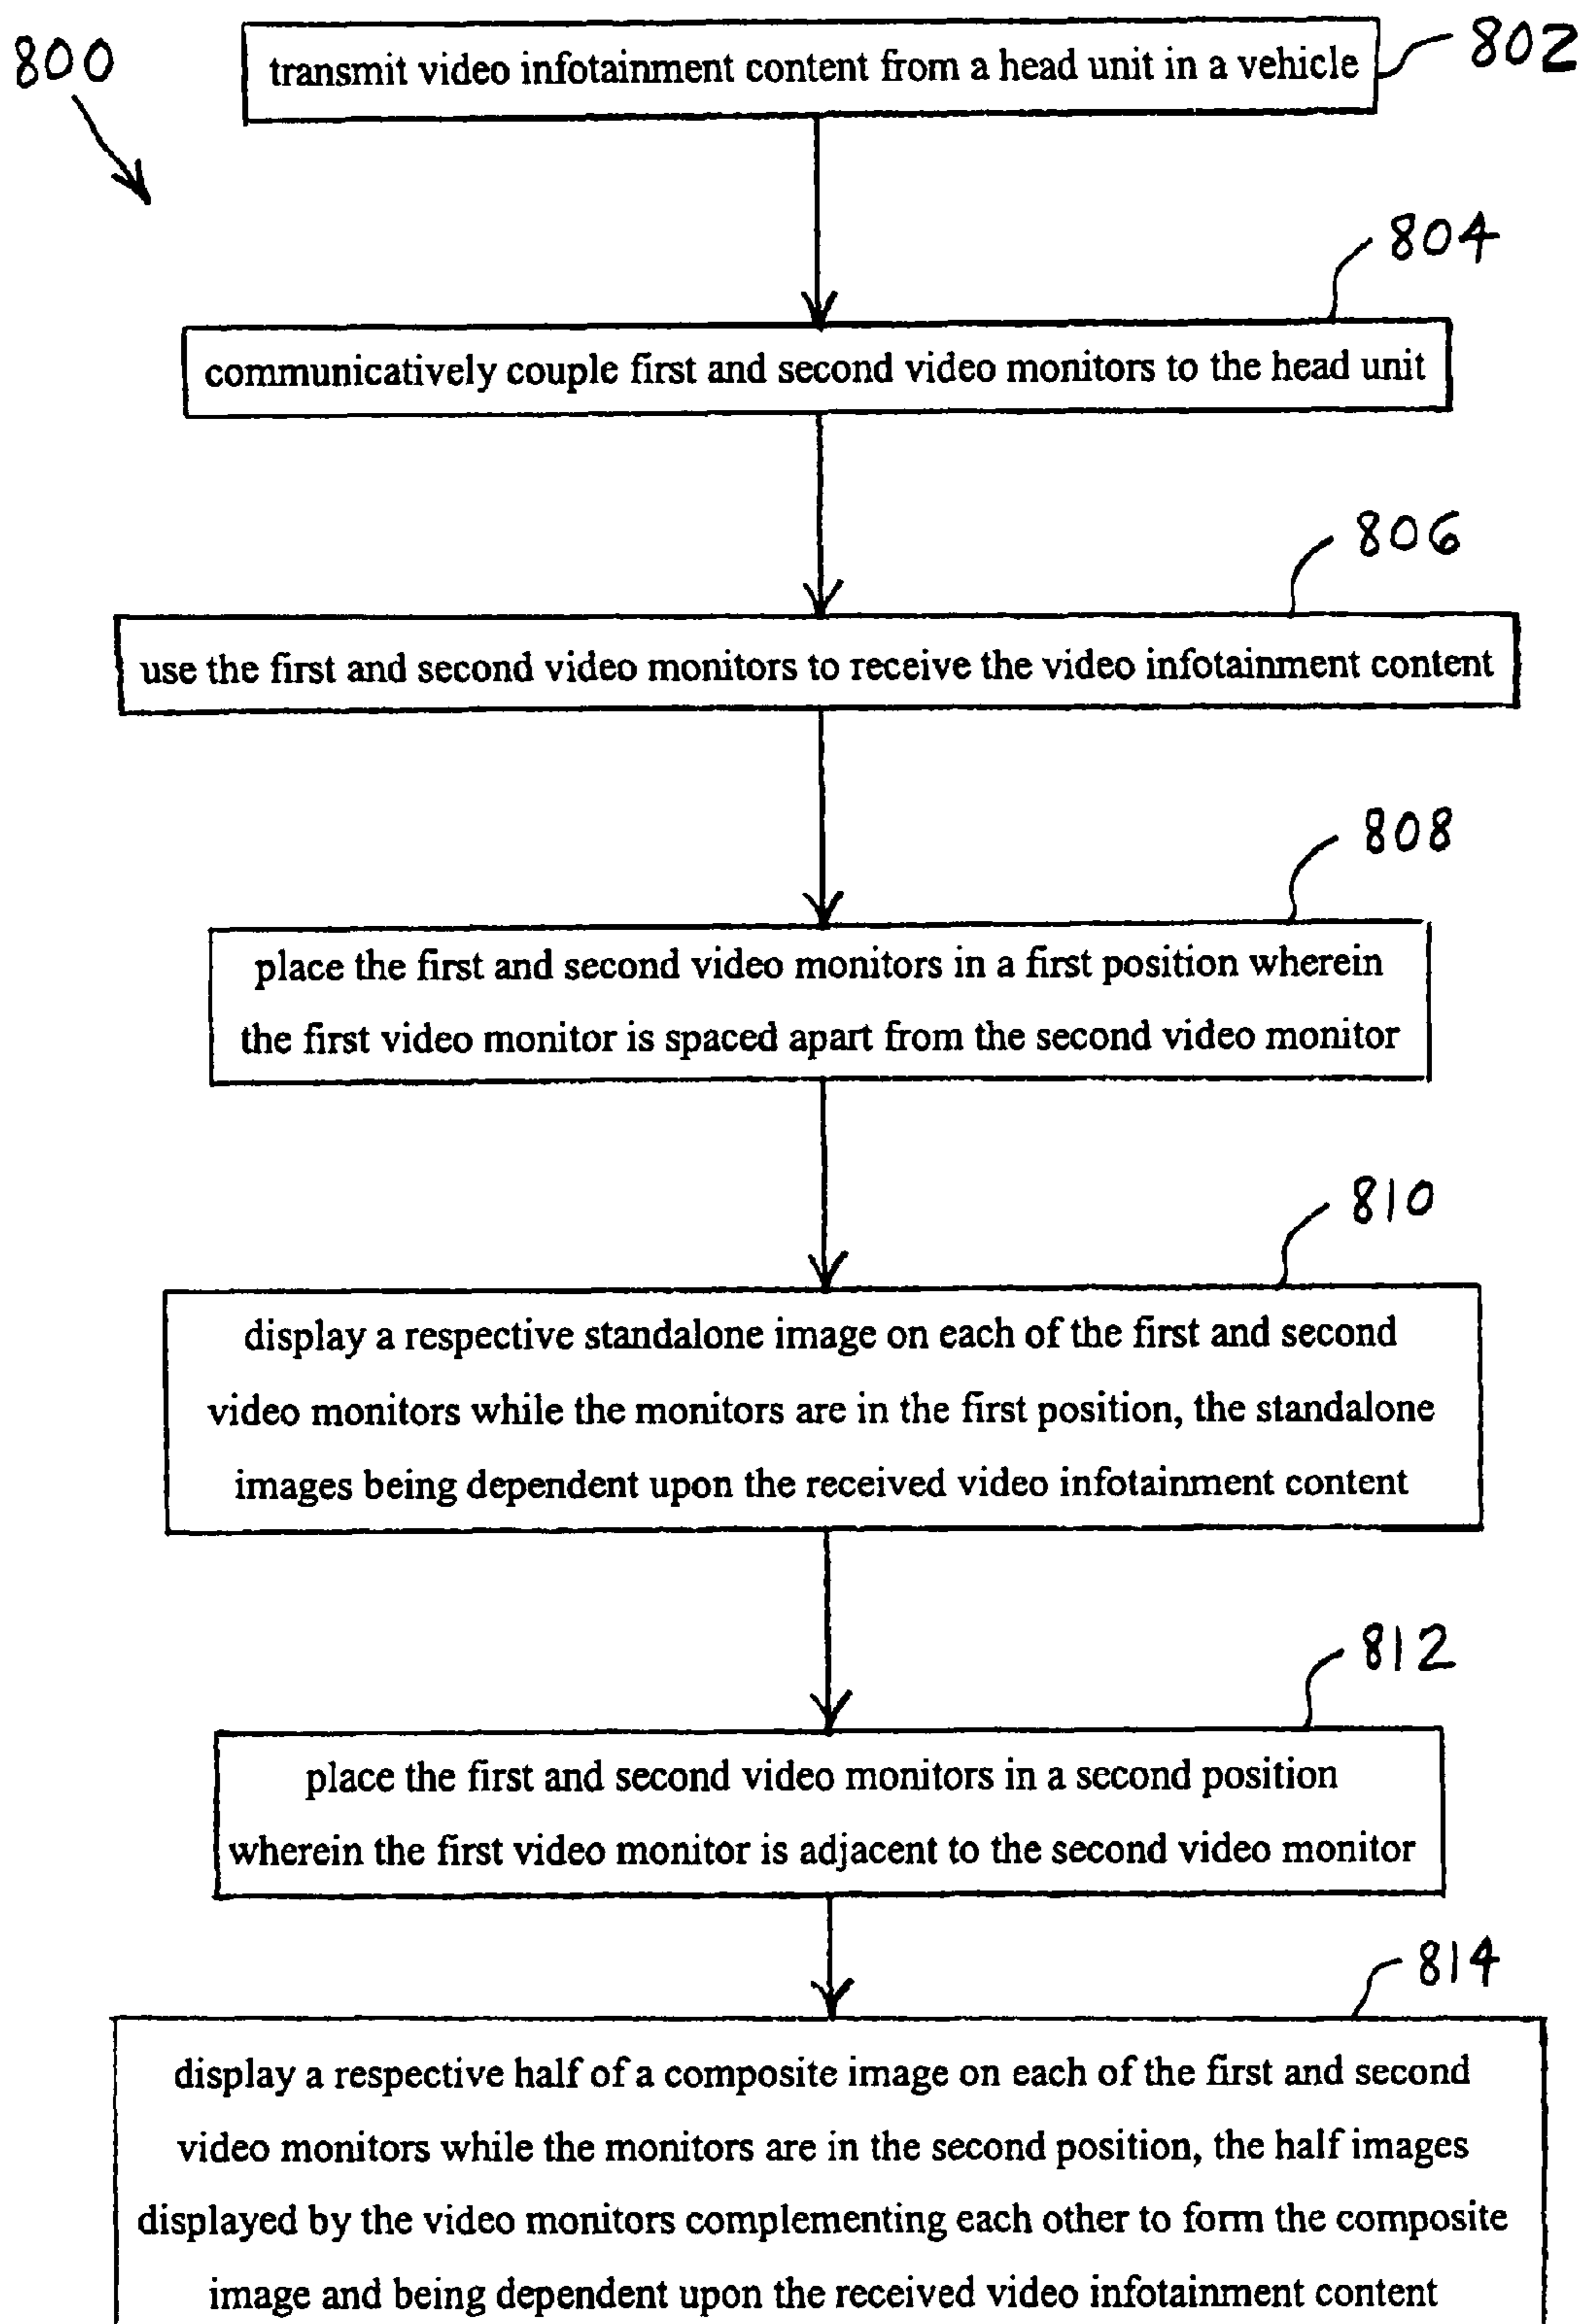 800
transmit video infotainment content from a head unit in a vehicle
802
804
communicatively couple first and second video monitors to the head unit
806
use the first and second video monitors to receive the video infotainment content
808
place the first and second video monitors in a first position wherein
the first video monitor is spaced apart from the second video monitor
810
display a respective standalone image on each of the first and second
video monitors while the monitors are in the first position, the standalone
images being dependent upon the received video infotainment content
812
place the first and second video monitors in a second position
wherein the first video monitor is adjacent to the second video monitor
814
display a respective half of a composite image on each of the first and second
video monitors while the monitors are in the second position, the half images
displayed by the video monitors complementing each other to form the composite
image and being dependent upon the received video infotainment content